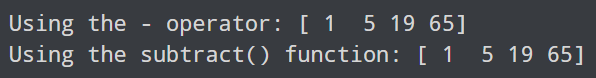 Using the - operator: [ 1  5 19 65]
Using the subtract() function: [ 1  5 19 65]